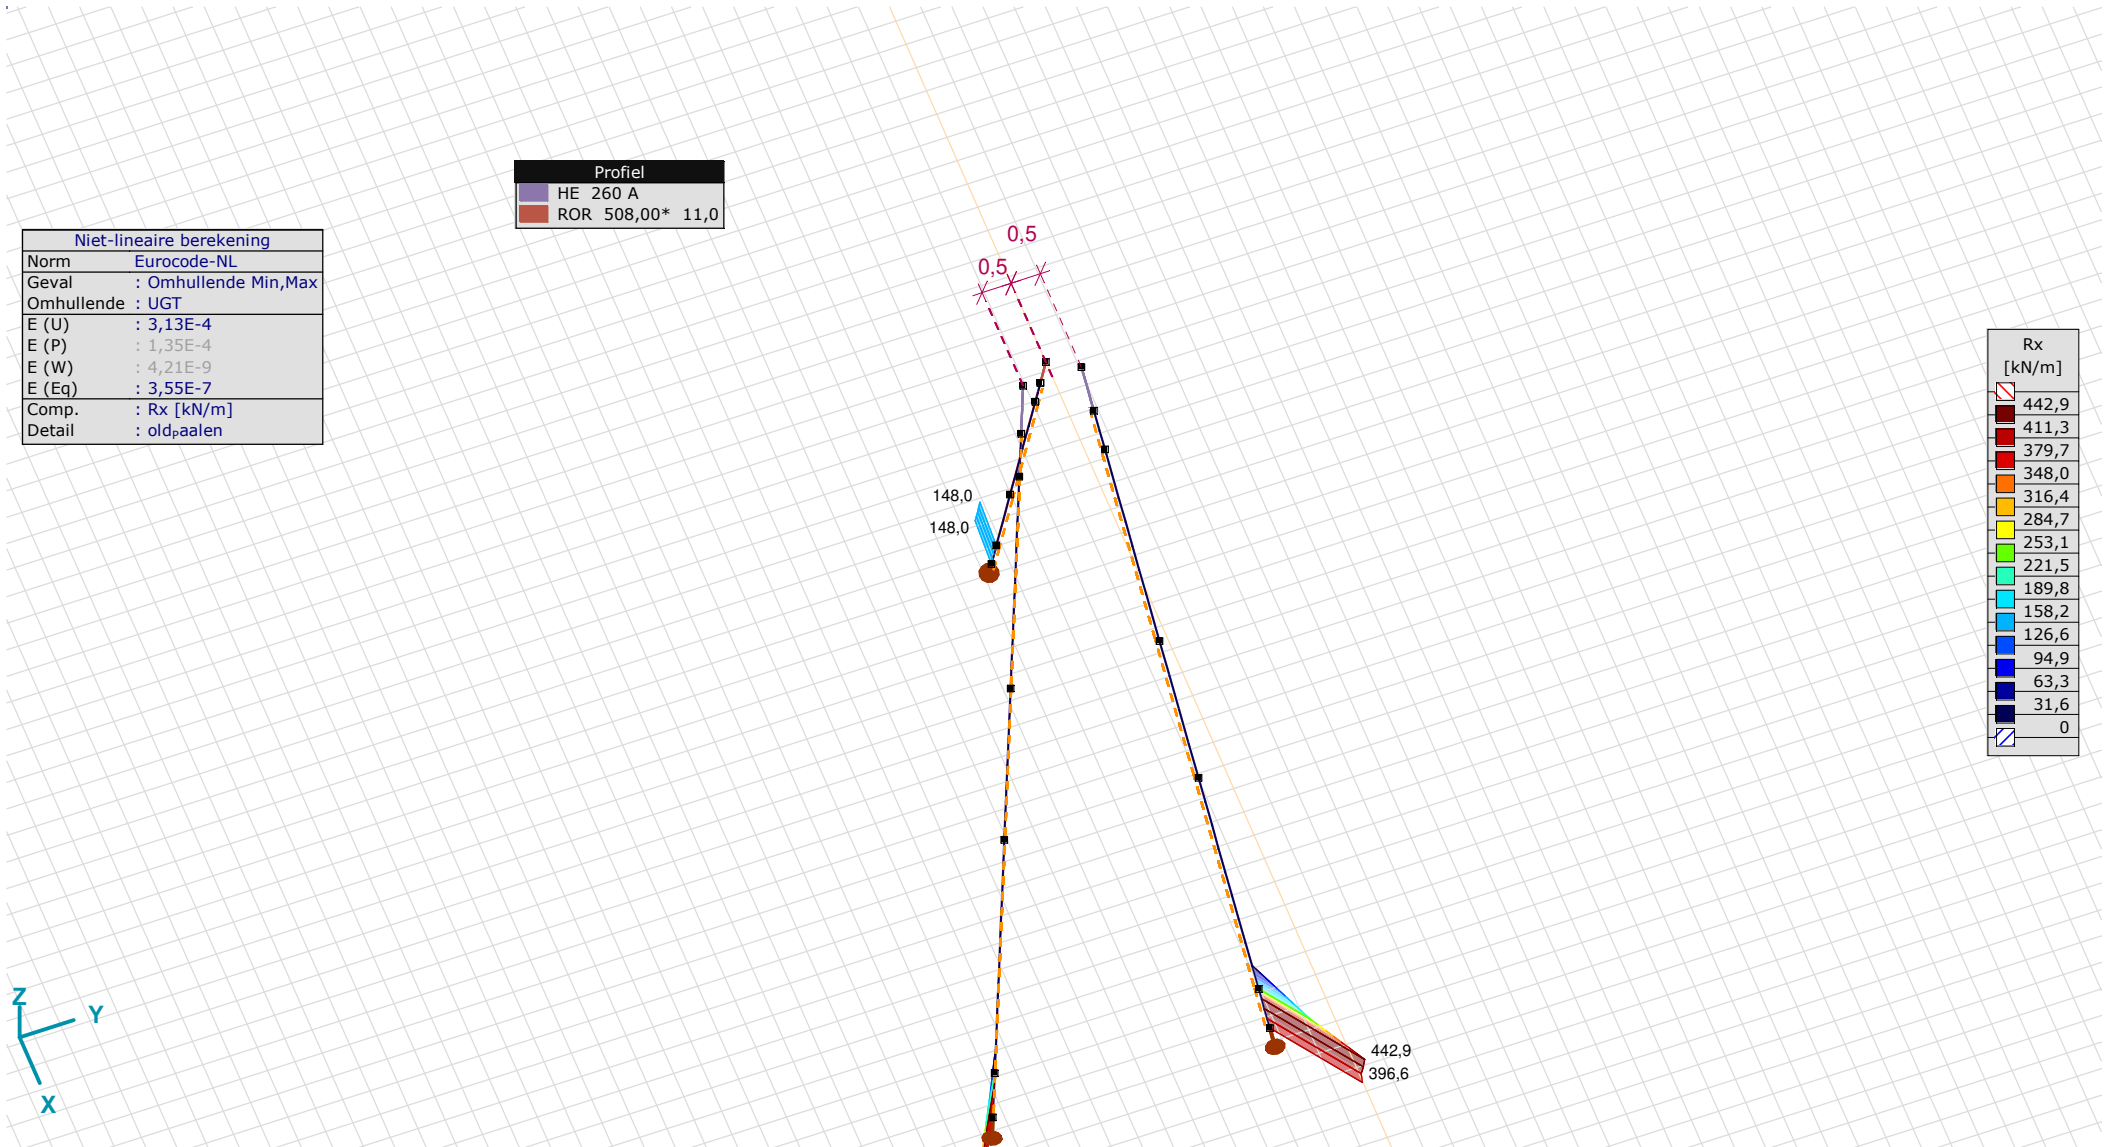 Profiel
HE 260 A
ROR 508,00* 11,0
0,5
0,5
Niet-lineaire berekening
Norm Eurocode-NL
Geval : Omhullende Min,Max
Omhullende : UGT
E (U) : 3,13E-4
E (P) : 1,35E-4
E (W) : 4,21E-9
E (Eq) : 3,55E-7
Comp. : Rx [kN/m]
Detail : oldₚaalen
Rx
[kN/m]
442,9
411,3
379,7
348,0
316,4
284,7
253,1
221,5
189,8
158,2
126,6
94,9
63,3
31,6
0
148,0
148,0
442,9
396,6
Z
Y
X